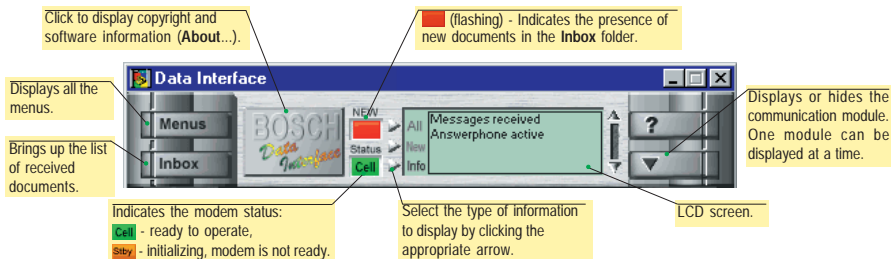 Click to display copyright and
software information (About...).
(flashing) - Indicates the presence of
new documents in the Inbox folder.
Displays all the
menus.
Brings up the list
of received
documents.
Data Interface
Menus
Inbox
BOSCH
Data
Interface
NEW
Status
Cell
All
New
Info
Messages received
Answerphone active
?
Displays or hides the
communication module.
One module can be
displayed at a time.
Indicates the modem status:
Cell - ready to operate,
Stby - initializing, modem is not ready.
Select the type of information
to display by clicking the
appropriate arrow.
LCD screen.